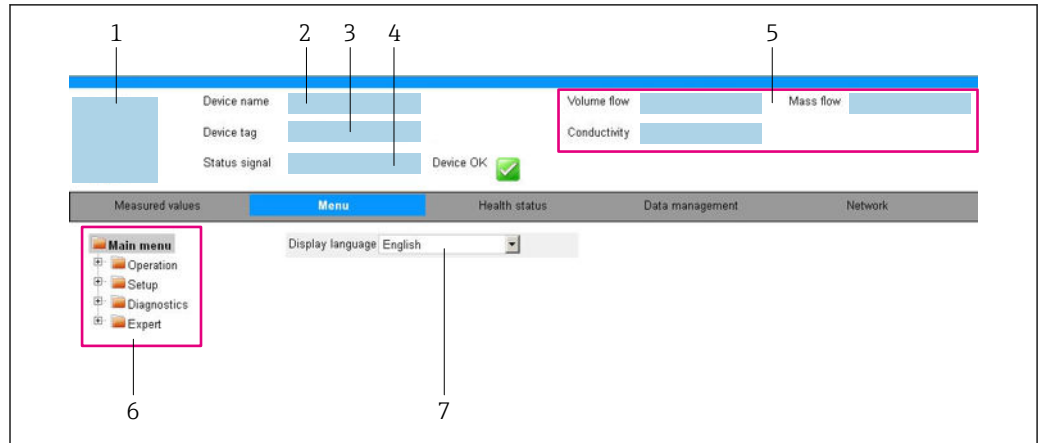 1 2 3 4 5
Device name
Volume flow Mass flow
Device tag
Conductivity
Status signal Device OK
Measured values Menu Health status Data management Network
Main menu Display language English
Operation
Setup
Diagnostics
Expert
6 7